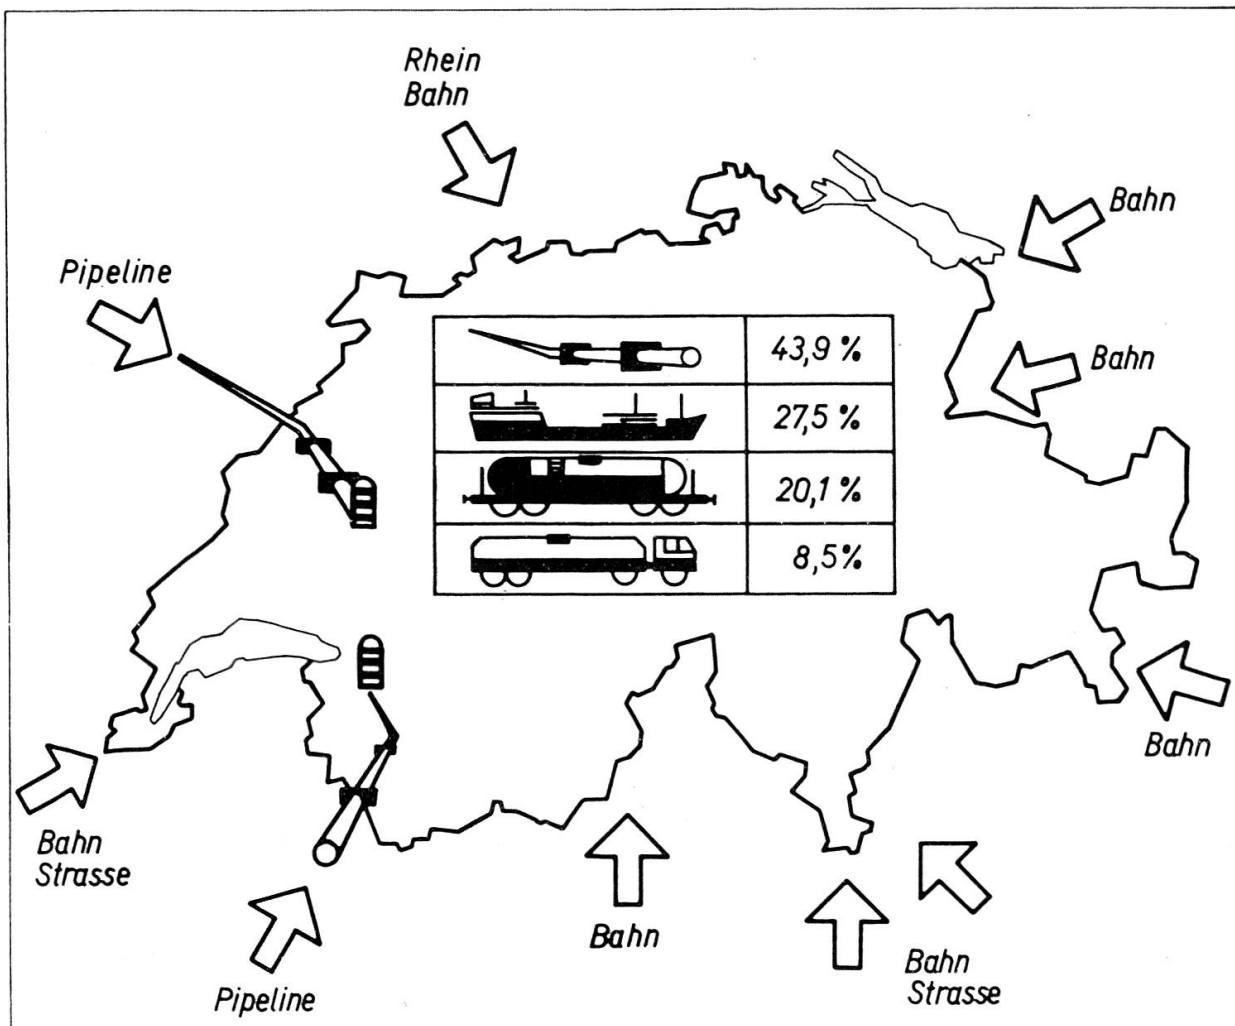 Rhein
Bahn
Bahn
Pipeline
Bahn
43,9 %
27,5 %
20,1 %
8,5%
Bahn
Bahn
Strasse
Bahn
Bahn
Strasse
Pipeline